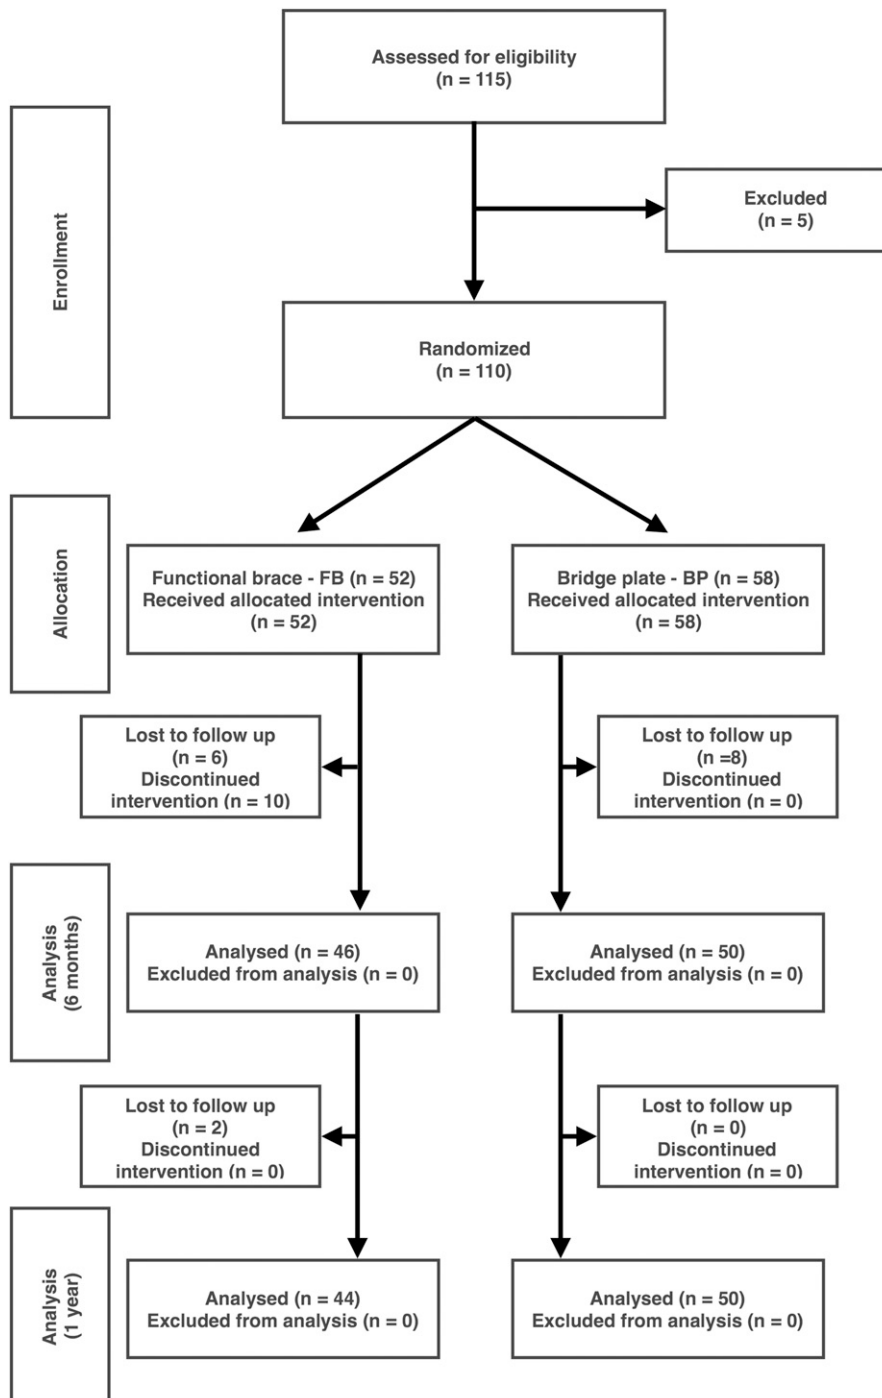 Assessed for eligibility
(n = 115)
Enrollment
Excluded
(n = 5)
Randomized
(n = 110)
Allocation
Functional brace - FB (n = 52)
Received allocated intervention
(n = 52)
Bridge plate - BP (n = 58)
Received allocated intervention
(n = 58)
Lost to follow up
(n = 6)
Discontinued
intervention (n = 10)
Lost to follow up
(n =8)
Discontinued
intervention (n = 0)
Analysis
(6 months)
Analysed (n = 46)
Excluded from analysis (n = 0)
Analysed (n = 50)
Excluded from analysis (n = 0)
Lost to follow up
(n = 2)
Discontinued
intervention (n = 0)
Lost to follow up
(n = 0)
Discontinued
intervention (n = 0)
Analysis
(1 year)
Analysed (n = 44)
Excluded from analysis (n = 0)
Analysed (n = 50)
Excluded from analysis (n = 0)